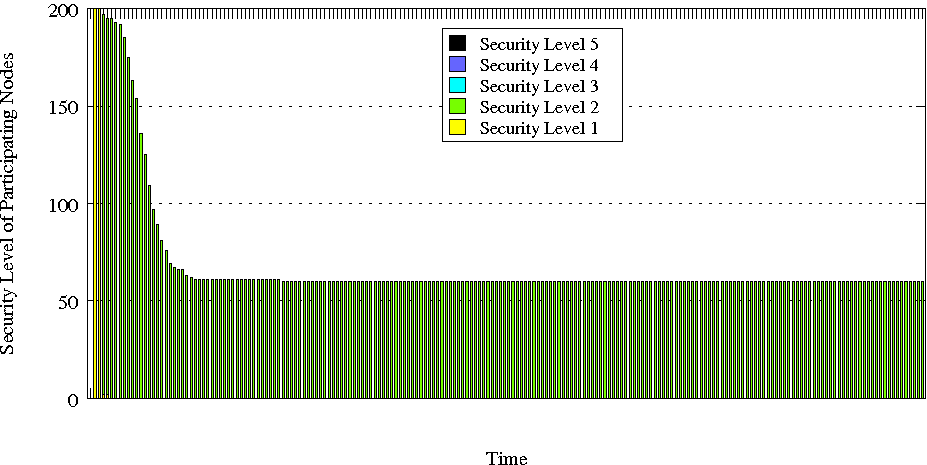 200
150
100
50
0
Security Level of Participating Nodes
Security Level 5
Security Level 4
Security Level 3
Security Level 2
Security Level 1
Time